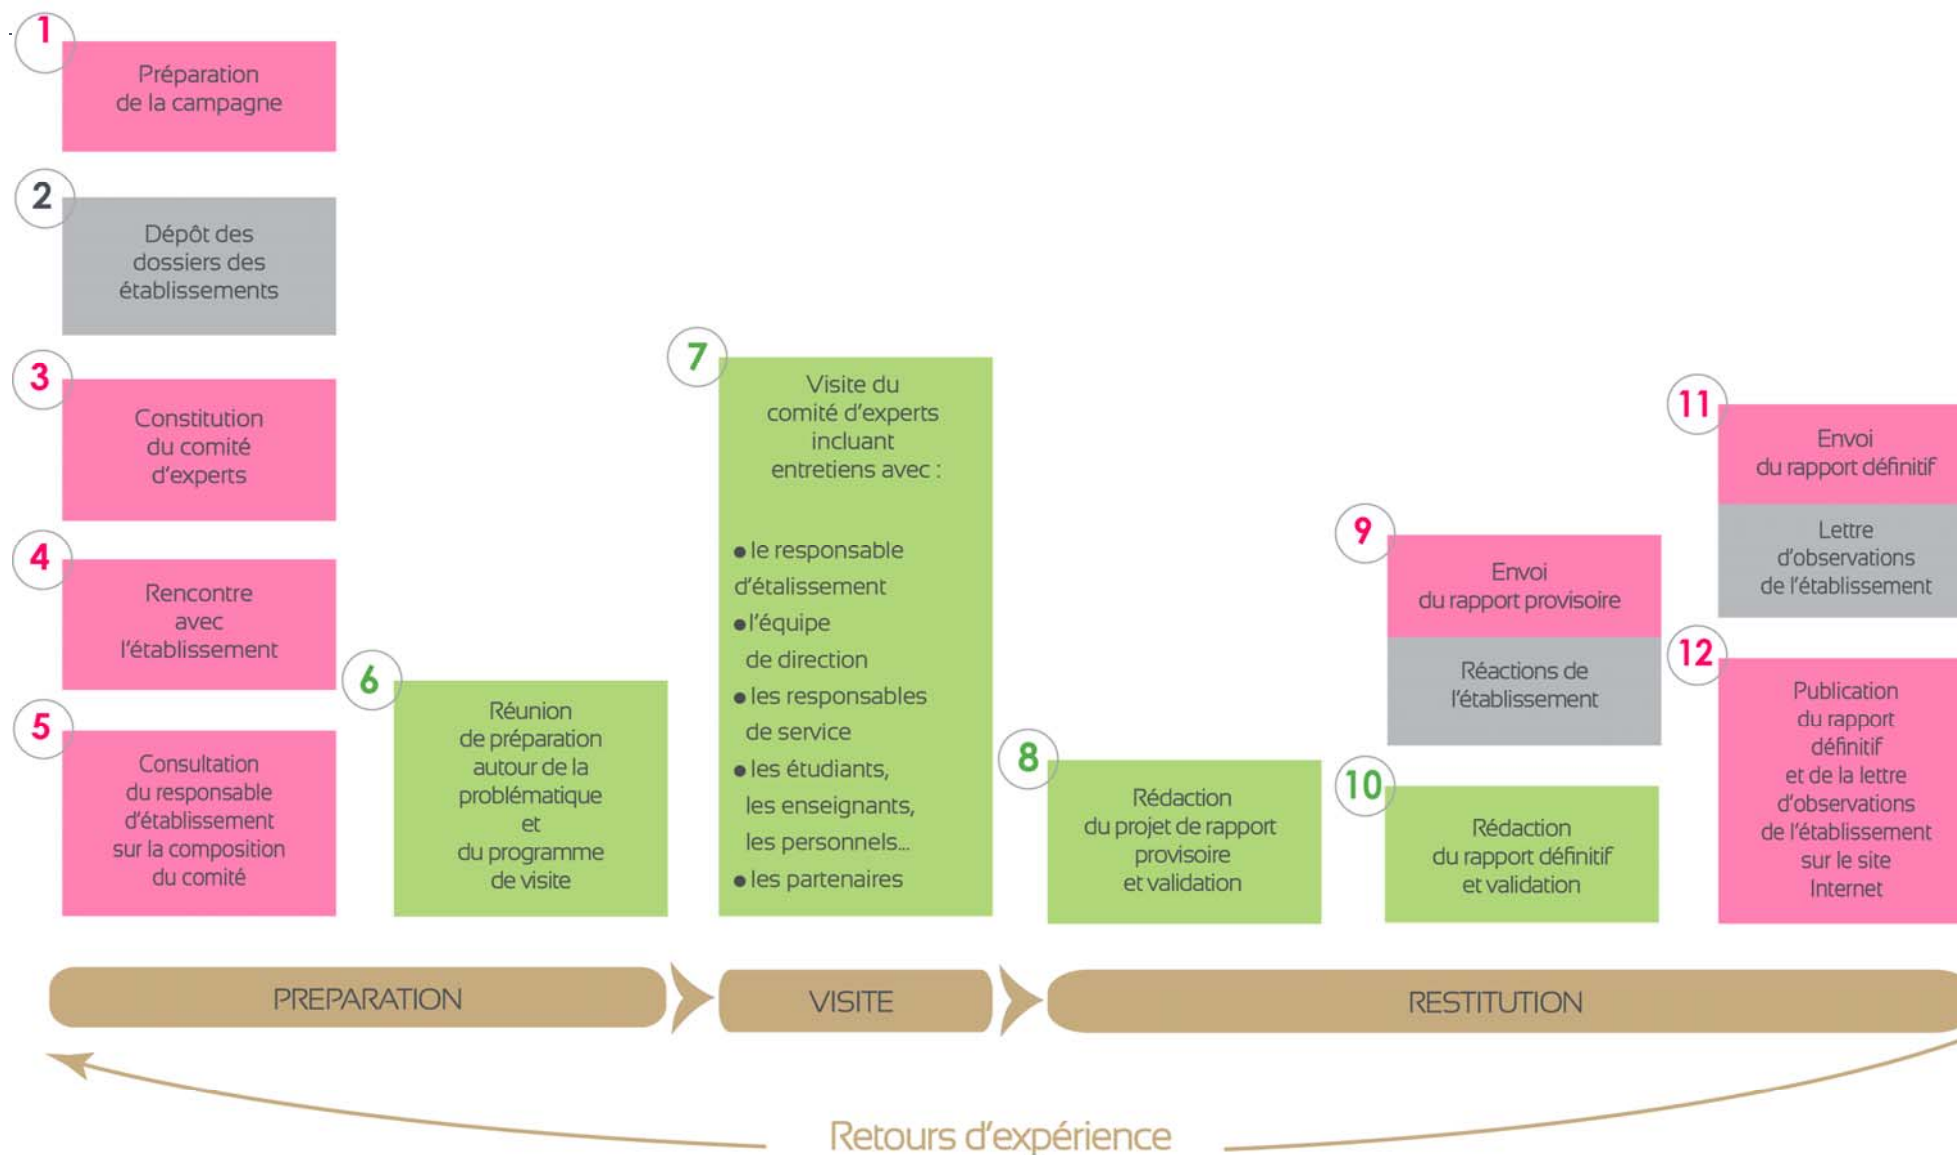 1
Préparation
de la campagne
2
Dépôt des
dossiers des
établissements
3
Constitution
du comité
d'experts
4
Rencontre
avec
l'établissement
5
Consultation
du responsable
d'établissement
sur la composition
du comité
6
Réunion
de préparation
autour de la
problématique
et
du programme
de visite
7
Visite du
comité d'experts
incluant
entretiens avec :
● le responsable
d'étalissement
● l'équipe
de direction
● les responsables
de service
● les étudiants,
les enseignants,
les personnels...
● les partenaires
8
Rédaction
du projet de rapport
provisoire
et validation
9
Envoi
du rapport provisoire
Réactions de
l'établissement
10
Rédaction
du rapport définitif
et validation
11
Envoi
du rapport définitif
Lettre
d'observations
de l'établissement
12
Publication
du rapport
définitif
et de la lettre
d'observations
de l'établissement
sur le site
Internet
PREPARATION
VISITE
RESTITUTION
Retours d'expérience